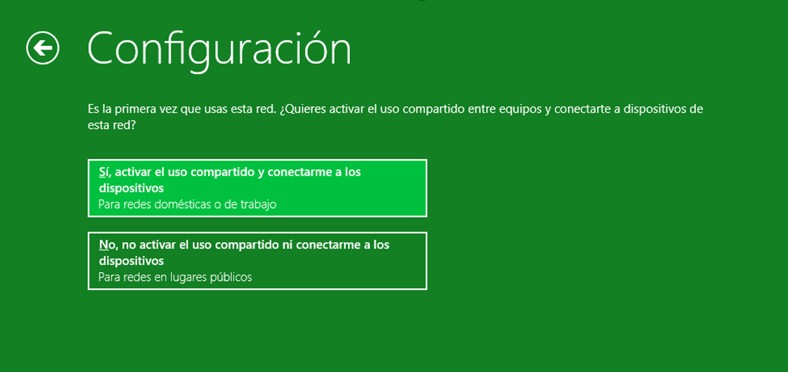 Configuración
Es la primera vez que usas esta red. ¿Quieres activar el uso compartido entre equipos y conectarte a dispositivos de
esta red?
Sí, activar el uso compartido y conectarme a los
dispositivos
Para redes domésticas o de trabajo
No, no activar el uso compartido ni conectarme a los
dispositivos
Para redes en lugares públicos